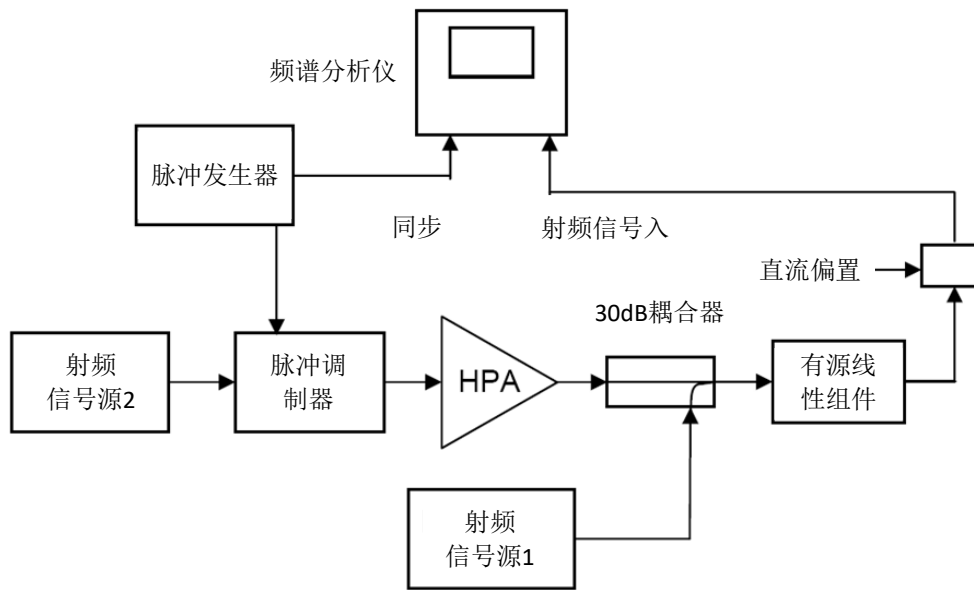 频谱分析仪
脉冲发生器
同步
射频信号入
直流偏置
30dB耦合器
射频
信号源2
脉冲调
制器
HPA
有源线
性组件
射频
信号源1